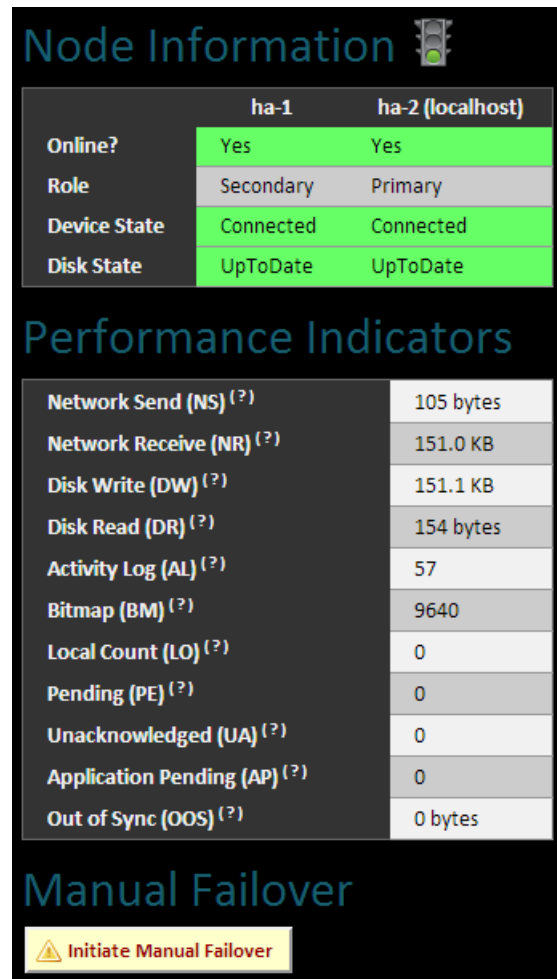 Node Information
ha-1 ha-2 (localhost)
Online? Yes Yes
Role Secondary Primary
Device State Connected Connected
Disk State UpToDate UpToDate
Performance Indicators
Network Send (NS) (?) 105 bytes
Network Receive (NR) (?) 151.0 KB
Disk Write (DW) (?) 151.1 KB
Disk Read (DR) (?) 154 bytes
Activity Log (AL) (?) 57
Bitmap (BM) (?) 9640
Local Count (LO) (?) 0
Pending (PE) (?) 0
Unacknowledged (UA) (?) 0
Application Pending (AP) (?) 0
Out of Sync (OOS) (?) 0 bytes
Manual Failover
Initiate Manual Failover